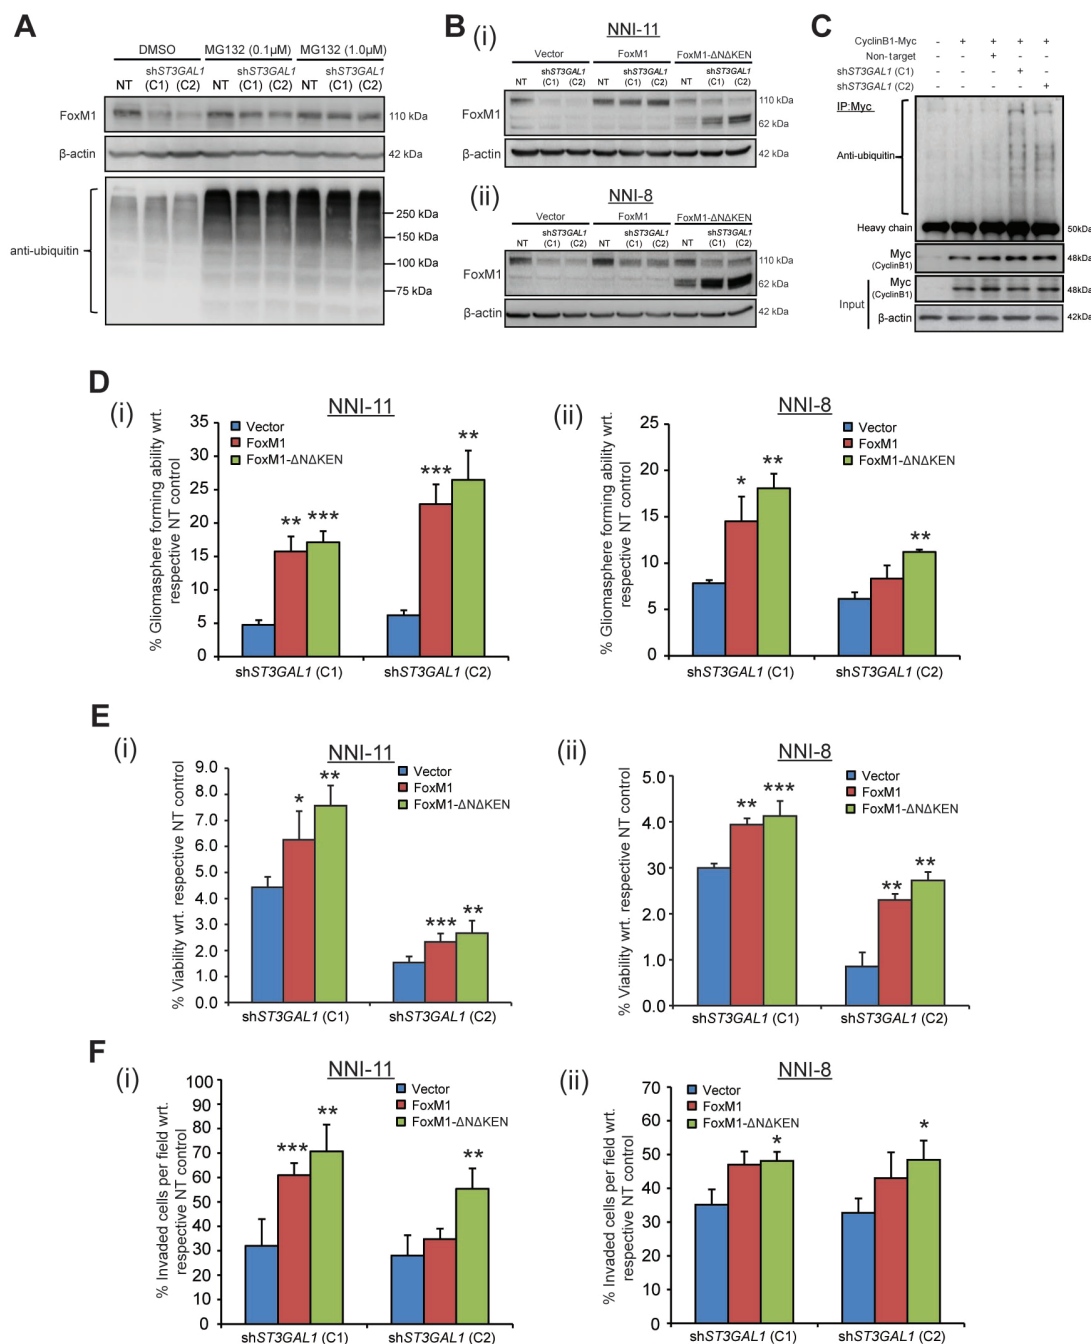 A
DMSO MG132 (0.1µM) MG132 (1.0µM)
shST3GAL1 shST3GAL1 shST3GAL1
NT (C1) (C2) NT (C1) (C2) NT (C1) (C2)
FoxM1 110 kDa
β-actin 42 kDa
anti-ubiquitin
250 kDa
150 kDa
100 kDa
75 kDa
B
(i) NNI-11
Vector FoxM1 FoxM1-ΔNΔKEN
shST3GAL1 shST3GAL1 shST3GAL1
NT (C1) (C2) NT (C1) (C2) NT (C1) (C2)
FoxM1 110 kDa
62 kDa
β-actin 42 kDa
(ii) NNI-8
Vector FoxM1 FoxM1-ΔNΔKEN
shST3GAL1 shST3GAL1 shST3GAL1
NT (C1) (C2) NT (C1) (C2) NT (C1) (C2)
FoxM1 110 kDa
62 kDa
β-actin 42 kDa
C
CyclinB1-Myc - + + + +
Non-target - - + - -
shST3GAL1 (C1) - - - + -
shST3GAL1 (C2) - - - - +
IP:Myc
Anti-ubiquitin
Heavy chain 50kDa
Myc 48kDa
(CyclinB1)
Myc 48kDa
(CyclinB1)
Input
β-actin 42kDa
D
(i) NNI-11
% Gliomasphere forming ability wrt.
respective NT control
35
30
25
20
15
10
5
0
Vector
FoxM1
FoxM1-ΔNΔKEN
** *** *** **
shST3GAL1 (C1) shST3GAL1 (C2)
(ii) NNI-8
% Gliomasphere forming ability wrt.
respective NT control
25
20
15
10
5
0
Vector
FoxM1
FoxM1-ΔNΔKEN
* ** **
shST3GAL1 (C1) shST3GAL1 (C2)
E
(i) NNI-11
% Viability wrt. respective NT control
9.0
8.0
7.0
6.0
5.0
4.0
3.0
2.0
1.0
0.0
Vector
FoxM1
FoxM1-ΔNΔKEN
* ** *** **
shST3GAL1 (C1) shST3GAL1 (C2)
(ii) NNI-8
% Viability wrt. respective NT control
5.0
4.0
30
2.0
1.0
0.0
Vector
FoxM1
FoxM1-ΔNΔKEN
** *** ** **
shST3GAL1 (C1) shST3GAL1 (C2)
F
(i) NNI-11
% Invaded cells per field wrt.
respective NT control
100
90
80
70
60
50
40
30
20
10
0
Vector
FoxM1
FoxM1-ΔNΔKEN
*** ** **
shST3GAL1 (C1) shST3GAL1 (C2)
(ii) NNI-8
% Invaded cells per field wrt.
respective NT control
70
60
50
40
30
20
10
0
Vector
FoxM1
FoxM1-ΔNΔKEN
* *
shST3GAL1 (C1) shST3GAL1 (C2)